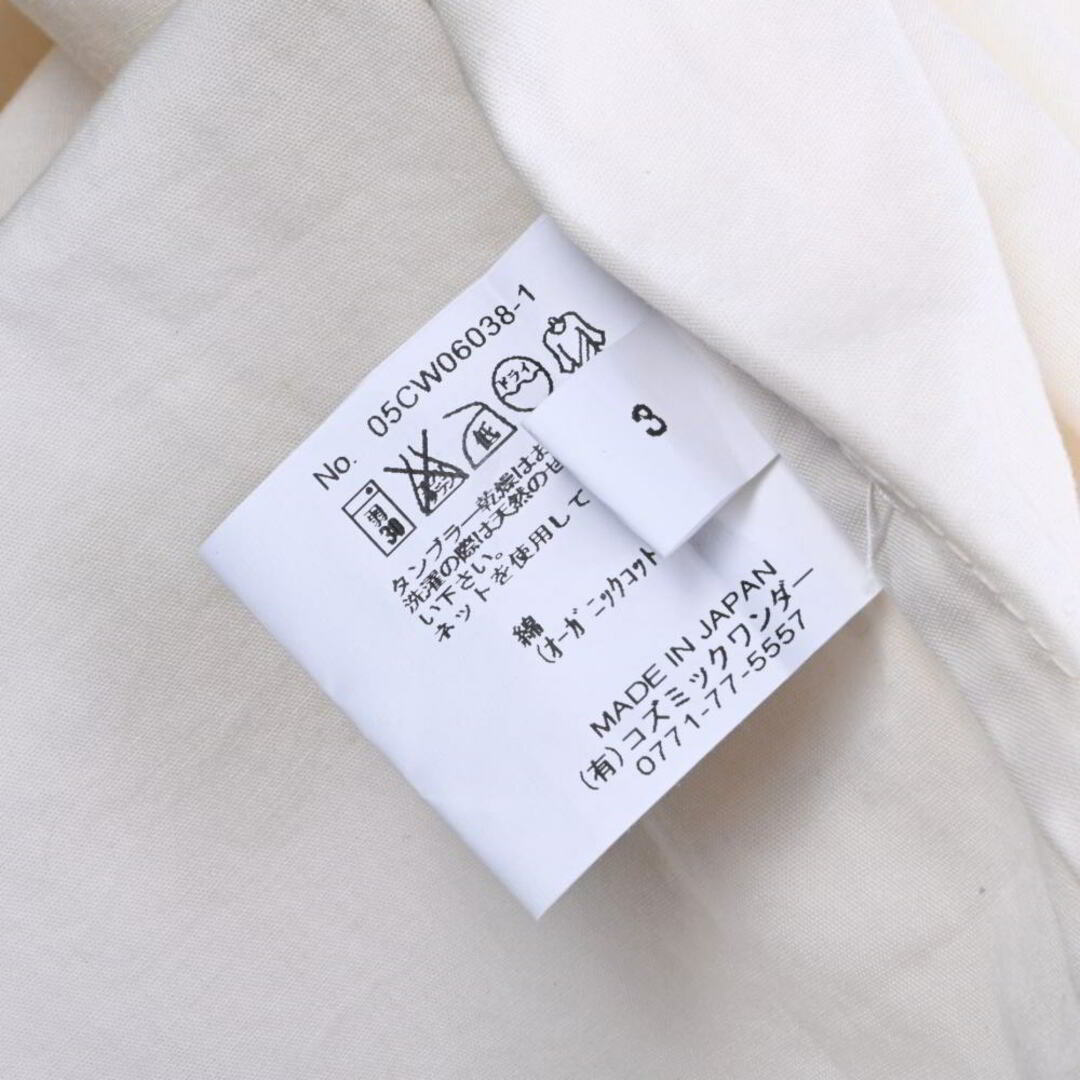 No. 05CW06038-1
弱
30
低
ドライ
3
タンブラー乾燥はお
洗濯の際は天然のせ
い下さい。
ネットを使用して
綿
(オーガニックコット
MADE IN JAPAN
(有)コズミックワンダー
0771-77-5557